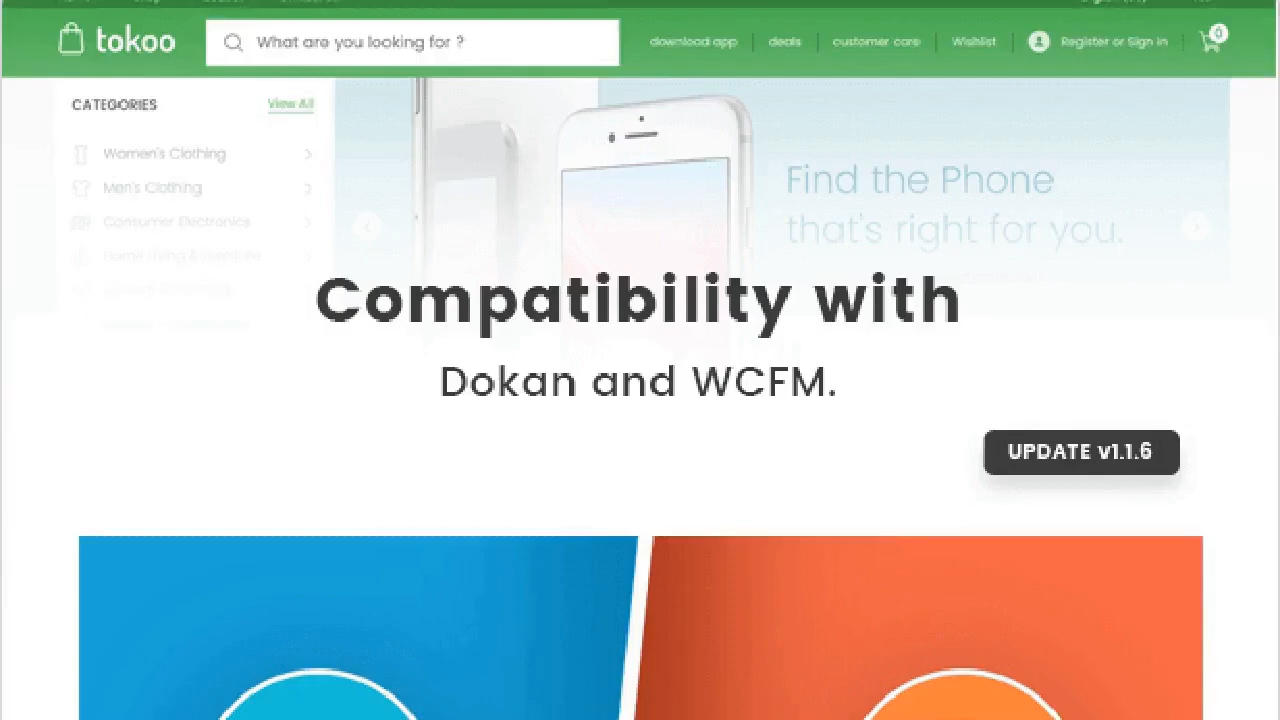 tokoo
What are you looking for ?
download app
deals
customer care
Wishlist
Register or Sign in
0
CATEGORIES
View All
Women's Clothing
Men's Clothing
Consumer Electronics
Find the Phone
that's right for you.
Compatibility with
Dokan and WCFM.
UPDATE v1.1.6